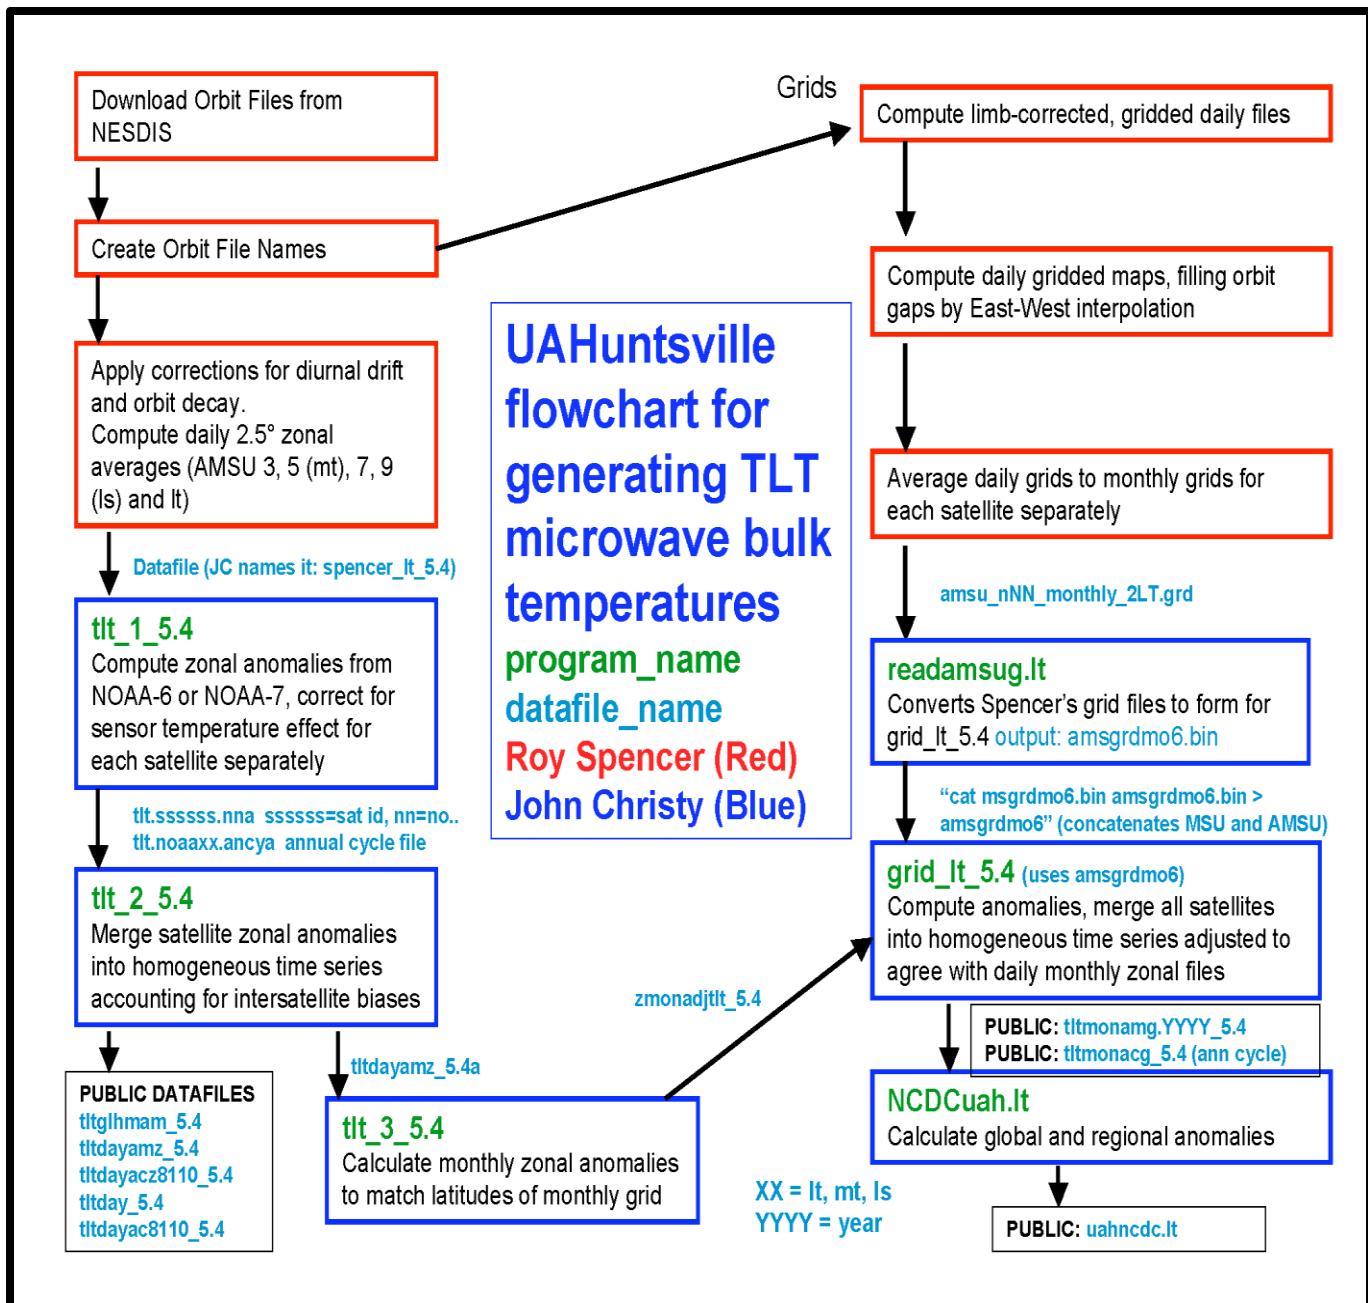 Download Orbit Files from
NESDIS
Create Orbit File Names
Apply corrections for diurnal drift
and orbit decay.
Compute daily 2.5° zonal
averages (AMSU 3, 5 (mt), 7, 9
(ls) and lt)
Datafile (JC names it: spencer_lt_5.4)
tlt_1_5.4
Compute zonal anomalies from
NOAA-6 or NOAA-7, correct for
sensor temperature effect for
each satellite separately
tlt.ssssss.nna  ssssss=sat id, nn=no..
tlt.noaaxx.ancya  annual cycle file
tlt_2_5.4
Merge satellite zonal anomalies
into homogeneous time series
accounting for intersatellite biases
PUBLIC DATAFILES
tltglhmam_5.4
tltdayamz_5.4
tltdayacz8110_5.4
tltday_5.4
tltdayac8110_5.4
tltdayamz_5.4a
tlt_3_5.4
Calculate monthly zonal anomalies
to match latitudes of monthly grid
zmonadjtlt_5.4
UAHuntsville
flowchart for
generating TLT
microwave bulk
temperatures
program_name
datafile_name
Roy Spencer (Red)
John Christy (Blue)
Grids
Compute limb-corrected, gridded daily files
Compute daily gridded maps, filling orbit
gaps by East-West interpolation
Average daily grids to monthly grids for
each satellite separately
amsu_nNN_monthly_2LT.grd
readamsug.lt
Converts Spencer's grid files to form for
grid_lt_5.4 output: amsgrdmo6.bin
“cat msgrdmo6.bin amsgrdmo6.bin >
amsgrdmo6” (concatenates MSU and AMSU)
grid_lt_5.4 (uses amsgrdmo6)
Compute anomalies, merge all satellites
into homogeneous time series adjusted to
agree with daily monthly zonal files
PUBLIC: tltmonamg.YYYY_5.4
PUBLIC: tltmonacg_5.4 (ann cycle)
NCDCuah.lt
Calculate global and regional anomalies
XX = lt, mt, ls
YYYY = year
PUBLIC: uahncdc.lt